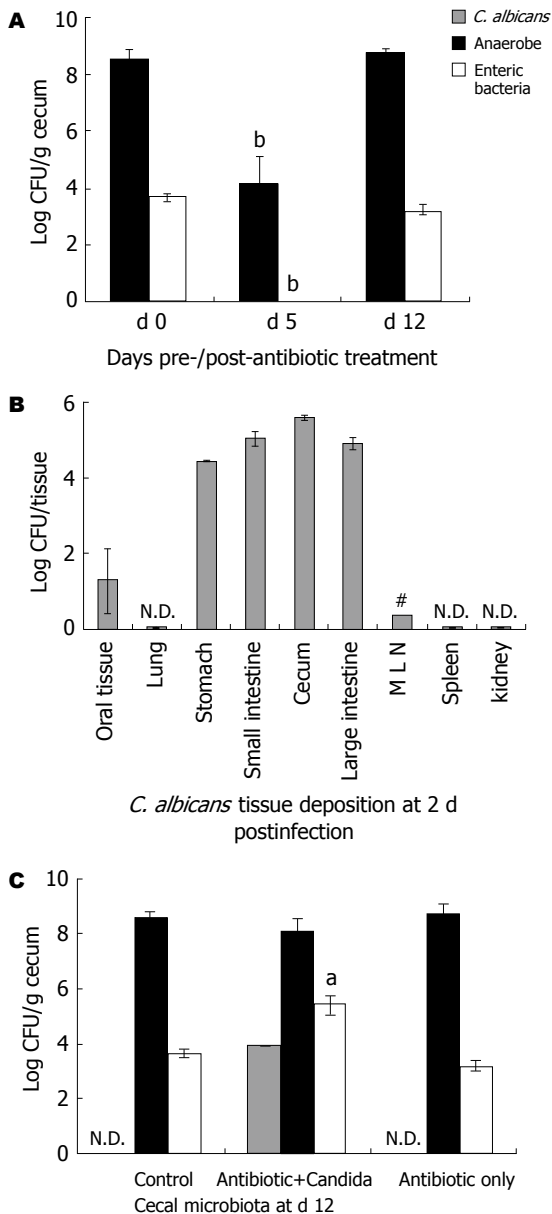 A
C. albicans
Anaerobe
Enteric
bacteria
10
8
6
4
2
0
Log CFU/g cecum
b
b
d 0
d 5
d 12
Days pre-/post-antibiotic treatment
B
6
4
2
0
Log CFU/tissue
N.D.
#
N.D.
N.D.
Oral tissue
Lung
Stomach
Small intestine
Cecum
Large intestine
M L N
Spleen
kidney
C. albicans tissue deposition at 2 d
postinfection
C
10
8
6
4
2
0
Log CFU/g cecum
N.D.
a
N.D.
Control
Antibiotic+Candida
Antibiotic only
Cecal microbiota at d 12